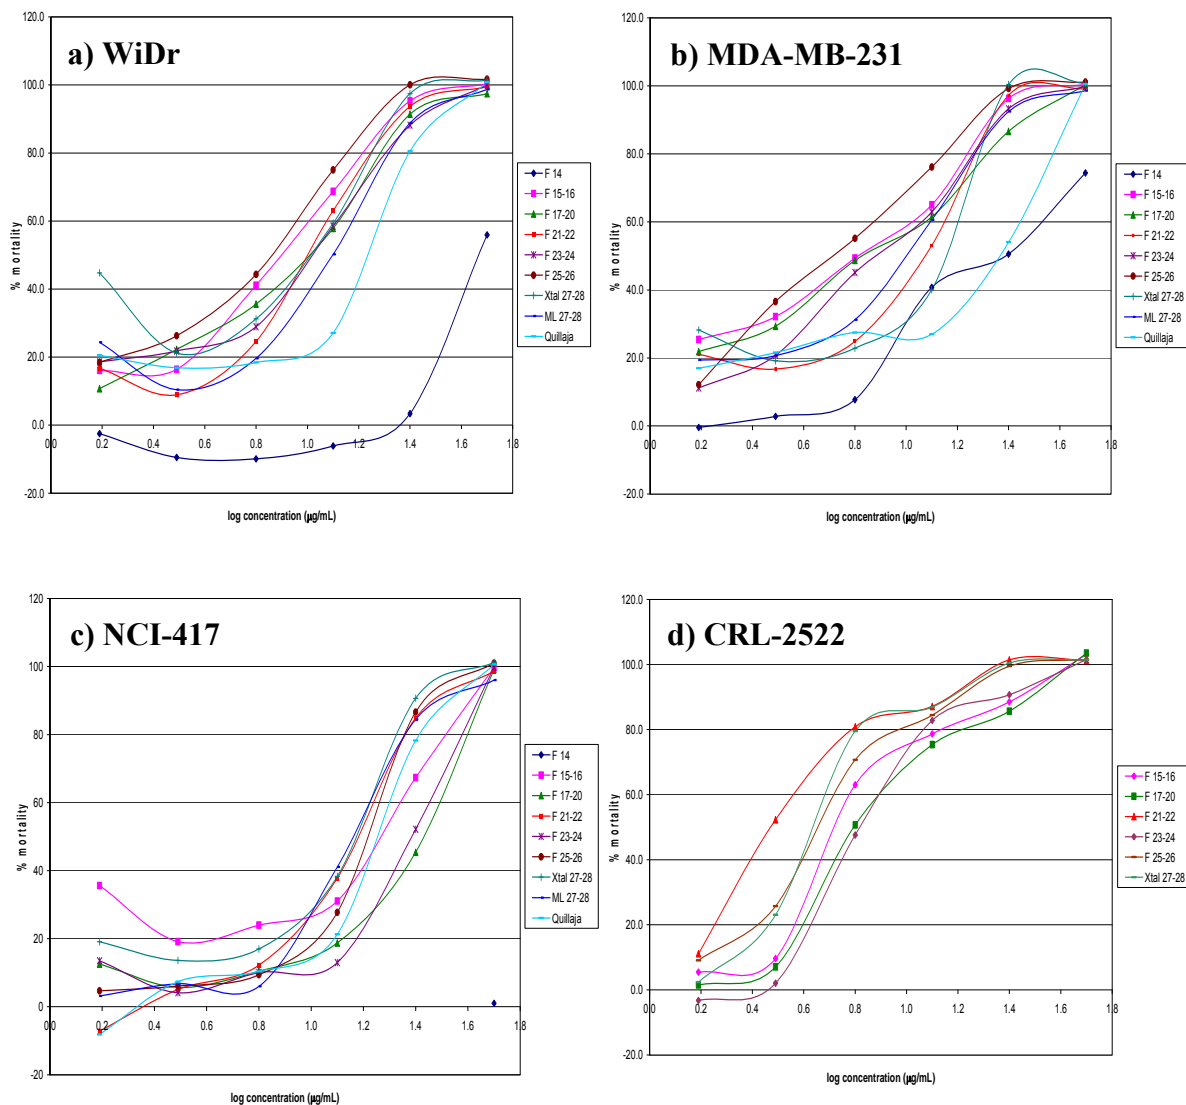 a) WiDr
120.0
100.0
80.0
60.0
40.0
20.0
0.0
-20.0
0.0 0.2 0.4 0.6 0.8 1.0 1.2 1.4 1.6 1.8
% mortality
log concentration (µg/mL)
F 14
F 15-16
F 17-20
F 21-22
F 23-24
F 25-26
Xtal 27-28
ML 27-28
Quillaja
b) MDA-MB-231
120.0
100.0
80.0
60.0
40.0
20.0
0.0
-20.0
0.0 0.2 0.4 0.6 0.8 1.0 1.2 1.4 1.6 1.8
% mortality
log concentration (µg/mL)
F 14
F 15-16
F 17-20
F 21-22
F 23-24
F 25-26
Xtal 27-28
ML 27-28
Quillaja
c) NCI-417
120
100
80
60
40
20
0
-20
0.0 0.2 0.4 0.6 0.8 1.0 1.2 1.4 1.6 1.8
% mortality
log concentration (µg/mL)
F 14
F 15-16
F 17-20
F 21-22
F 23-24
F 25-26
Xtal 27-28
ML 27-28
Quillaja
d) CRL-2522
120.0
100.0
80.0
60.0
40.0
20.0
0.0
-20.0
0.0 0.2 0.4 0.6 0.8 1.0 1.2 1.4 1.6 1.8
% mortality
log concentration (µg/mL)
F 15-16
F 17-20
F 21-22
F 23-24
F 25-26
Xtal 27-28